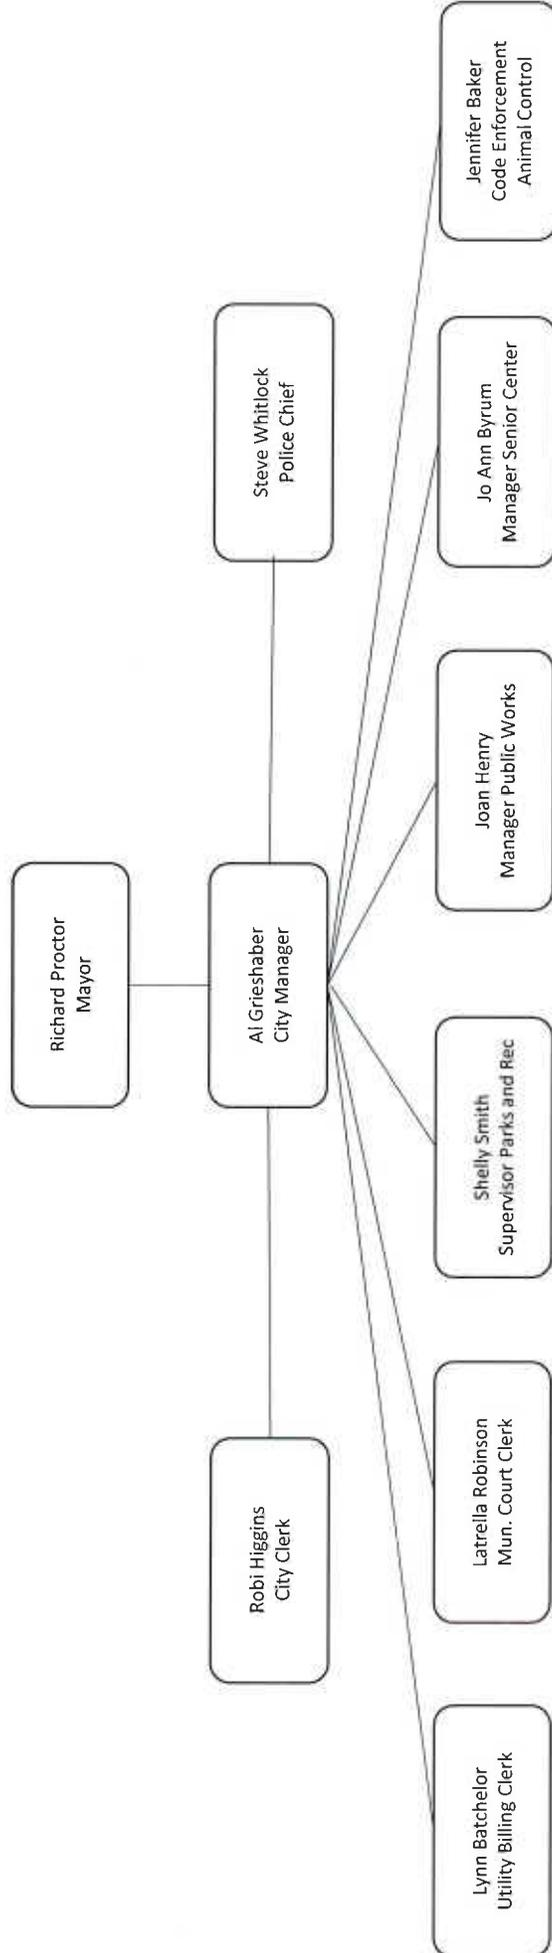 Richard Proctor
Mayor
Robi Higgins
City Clerk
Al Grieshaber
City Manager
Steve Whitlock
Police Chief
Lynn Batchelor
Utility Billing Clerk
Latrella Robinson
Mun. Court Clerk
Shelly Smith
Supervisor Parks and Rec
Joan Henry
Manager Public Works
Jo Ann Byrum
Manager Senior Center
Jennifer Baker
Code Enforcement
Animal Control